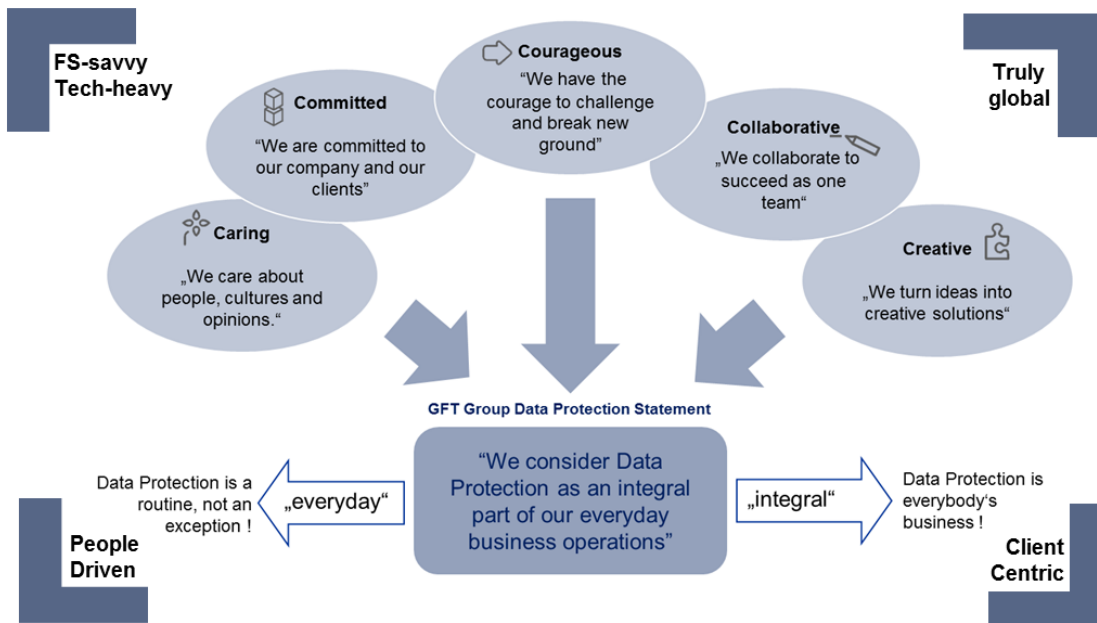 FS-savvy
Tech-heavy
Truly
global
Courageous
“We have the
courage to challenge
and break new
ground”
Committed
“We are committed to
our company and our
clients”
Collaborative
„We collaborate to
succeed as one
team“
Caring
„We care about
people, cultures and
opinions.“
Creative
„We turn ideas into
creative solutions“
GFT Group Data Protection Statement
“We consider Data
Protection as an integral
part of our everyday
business operations”
„everyday“
Data Protection is a
routine, not an
exception !
„integral“
Data Protection is
everybody‘s
business !
People
Driven
Client
Centric